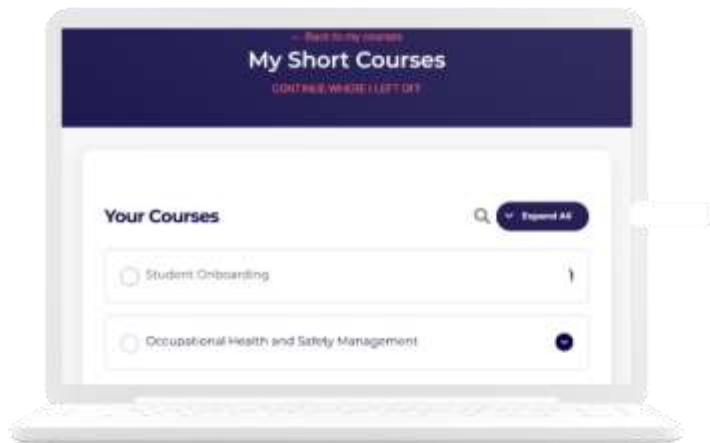 ← Back to my courses
My Short Courses
CONTINUE WHERE I LEFT OFF
Your Courses
Expand All
Student Onboarding
Occupational Health and Safety Management